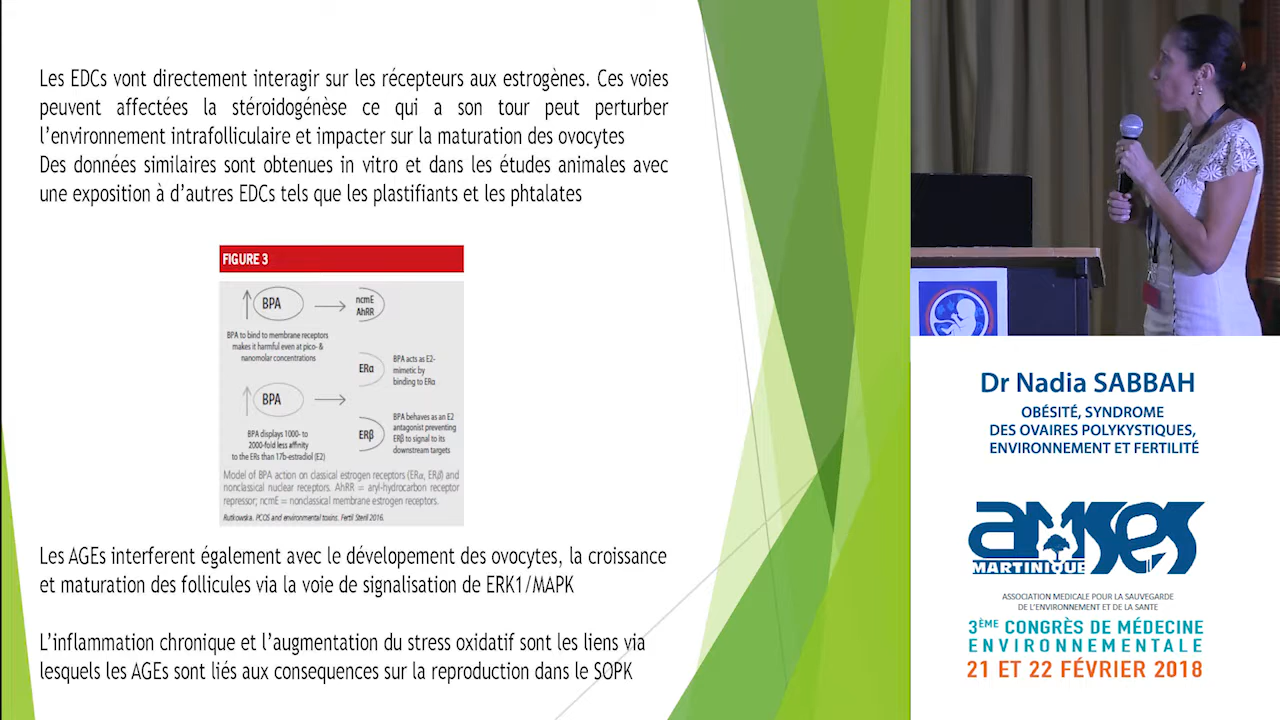 Les EDCs vont directement interagir sur les récepteurs aux estrogènes. Ces voies
peuvent affectées la stéroidogénèse ce qui a son tour peut perturber
l'environnement intrafolliculaire et impacter sur la maturation des ovocytes
Des données similaires sont obtenues in vitro et dans les études animales avec
une exposition à d'autres EDCs tels que les plastifiants et les phtalates
FIGURE 3
BPA
ncmE
AhRR
BPA to bind to membrane receptors
makes it harmful even at pico- &
nanomolar concentrations
ERα
BPA acts as E2-
mimetic by
binding to ERα
BPA
BPA displays 1000- to
2000-fold less affinity
to the ERs than 17b-estradiol (E2)
ERβ
BPA behaves as an E2
antagonist preventing
ERβ to signal to its
downstream targets
Model of BPA action on classical estrogen receptors (ERα, ERβ) and
nonclassical nuclear receptors. AhRR = aryl-hydrocarbon receptor
repressor; ncmE = nonclassical membrane estrogen receptors.
Rutkowska. PCOS and environmental toxins. Fertil Steril 2016.
Les AGEs interferent également avec le dévelopement des ovocytes, la croissance
et maturation des follicules via la voie de signalisation de ERK1/MAPK
L'inflammation chronique et l'augmentation du stress oxidatif sont les liens via
lesquels les AGEs sont liés aux consequences sur la reproduction dans le SOPK
Dr Nadia SABBAH
OBÉSITÉ, SYNDROME
DES OVAIRES POLYKYSTIQUES,
ENVIRONNEMENT ET FERTILITÉ
AMSES
MARTINIQUE
ASSOCIATION MEDICALE POUR LA SAUVEGARDE
DE L'ENVIRONNEMENT ET DE LA SANTE
3ÈME CONGRÈS DE MÉDECINE
ENVIRONNEMENTALE
21 ET 22 FÉVRIER 2018